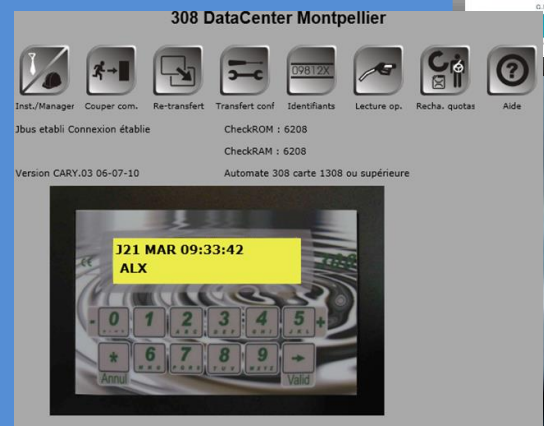 308 DataCenter Montpellier
09812X
Inst./Manager Couper com. Re-transfert Transfert conf Identifiants Lecture op. Recha. quotas Aide
Jbus etabli Connexion établie CheckROM : 6208
CheckRAM : 6208
Version CARY.03 06-07-10 Automate 308 carte 1308 ou supérieure
J21 MAR 09:33:42
ALX
- 0 1 2 3 4 5 +
* 6 7 8 9 →
Annul Valid